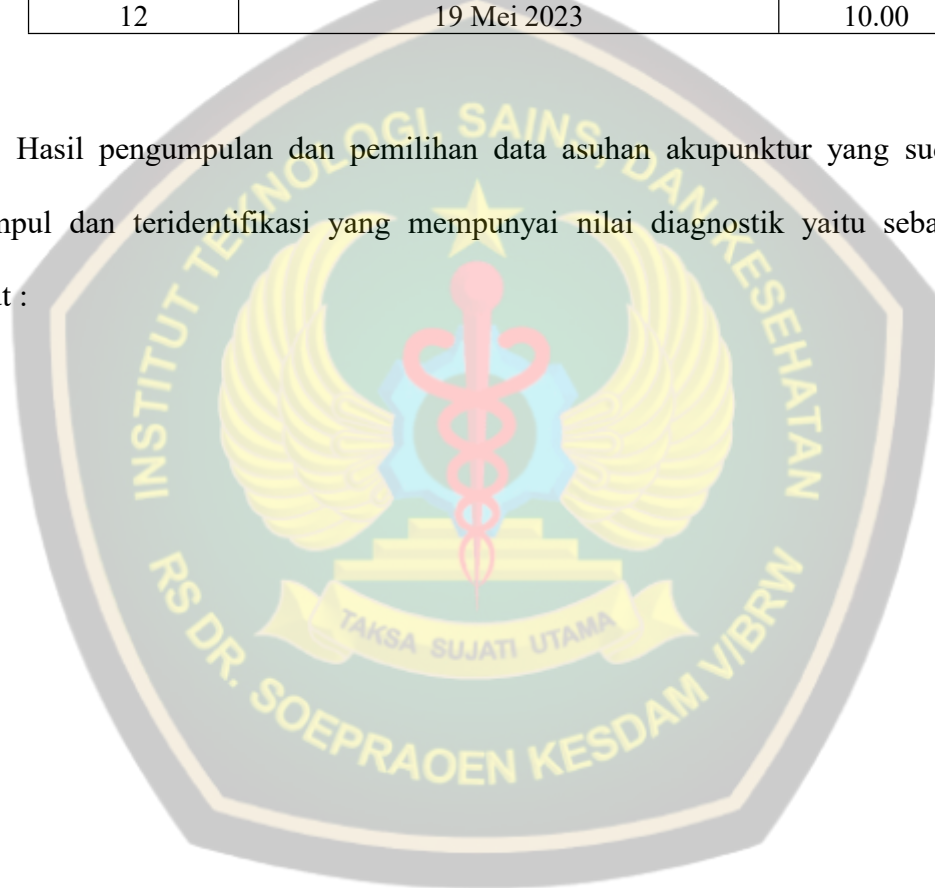 12 19 Mei 2023 10.00
Hasil pengumpulan dan pemilihan data asuhan akupunktur yang su
mpul dan teridentifikasi yang mempunyai nilai diagnostik yaitu seba
t :
INSTITUT TEKNOLOGI, SAINS DAN KESEHATAN
TAKSA SUJATI UTAMA
RS DR. SOEPRAOEN KESDAM V/BRW